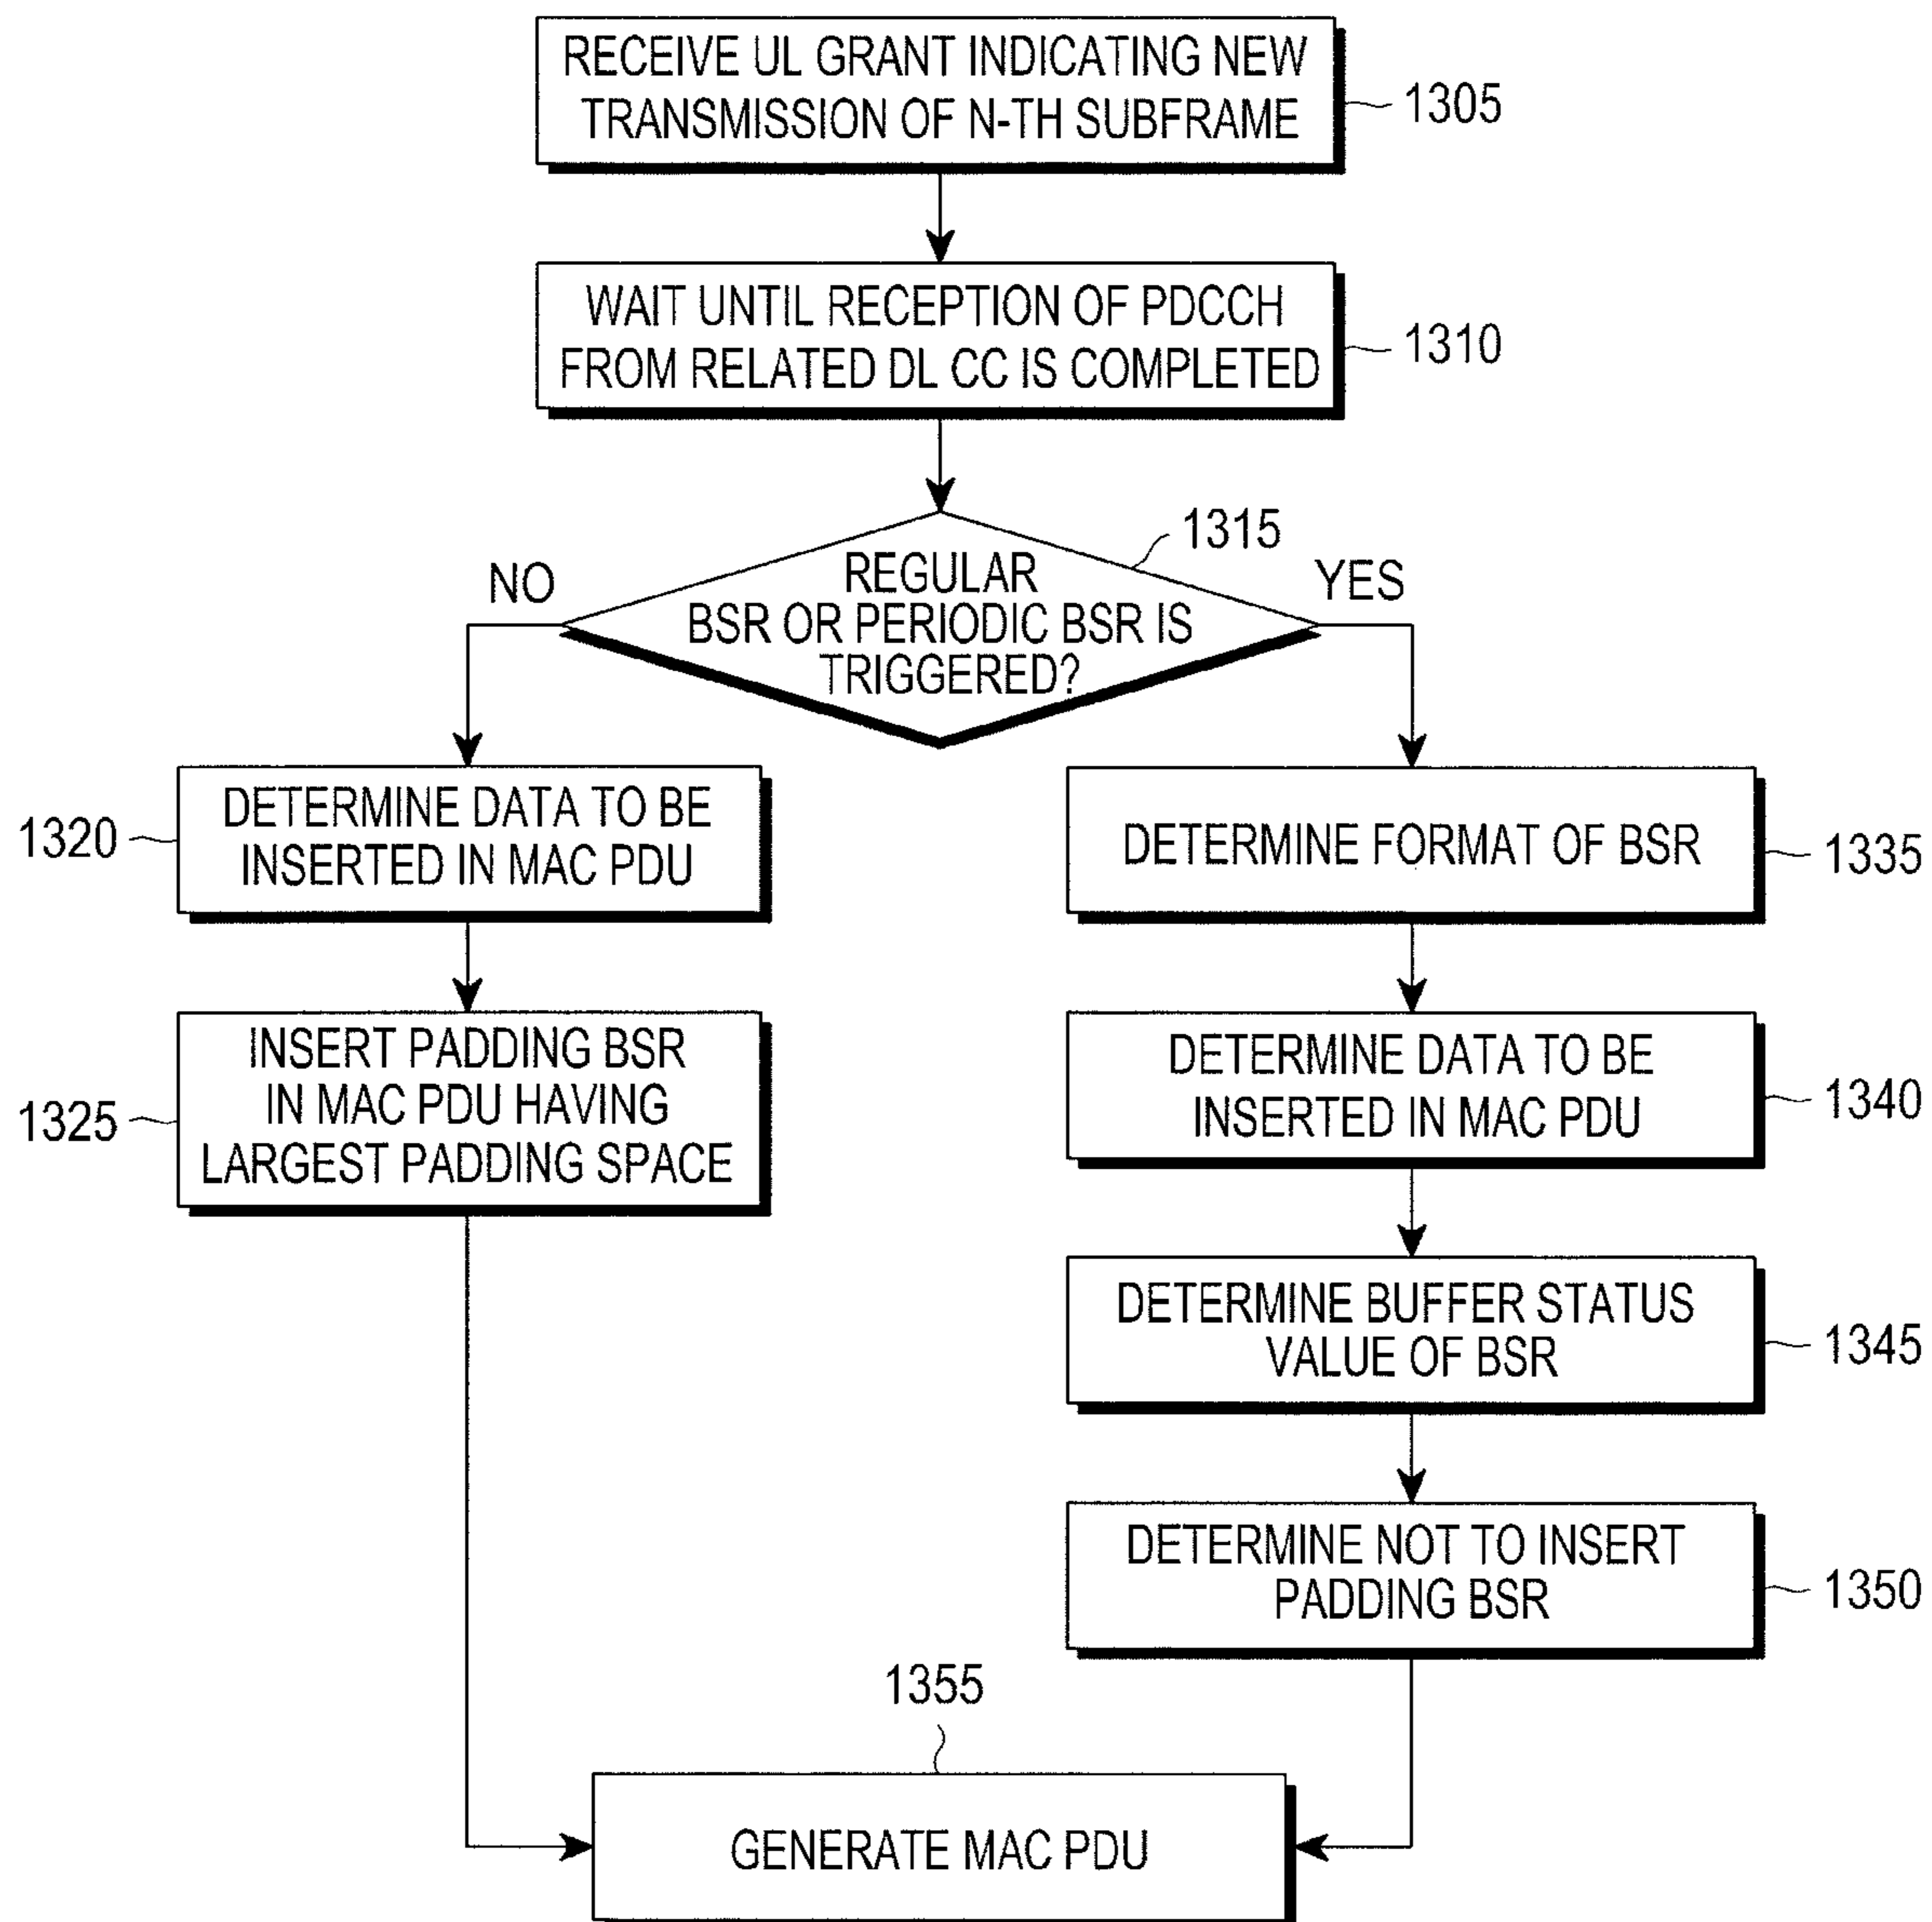 RECEIVE UL GRANT INDICATING NEW
TRANSMISSION OF N-TH SUBFRAME
1305
WAIT UNTIL RECEPTION OF PDCCH
FROM RELATED DL CC IS COMPLETED
1310
1315
NO
REGULAR
BSR OR PERIODIC BSR IS
TRIGGERED?
YES
1320
DETERMINE DATA TO BE
INSERTED IN MAC PDU
1325
INSERT PADDING BSR
IN MAC PDU HAVING
LARGEST PADDING SPACE
DETERMINE FORMAT OF BSR
1335
DETERMINE DATA TO BE
INSERTED IN MAC PDU
1340
DETERMINE BUFFER STATUS
VALUE OF BSR
1345
DETERMINE NOT TO INSERT
PADDING BSR
1350
1355
GENERATE MAC PDU